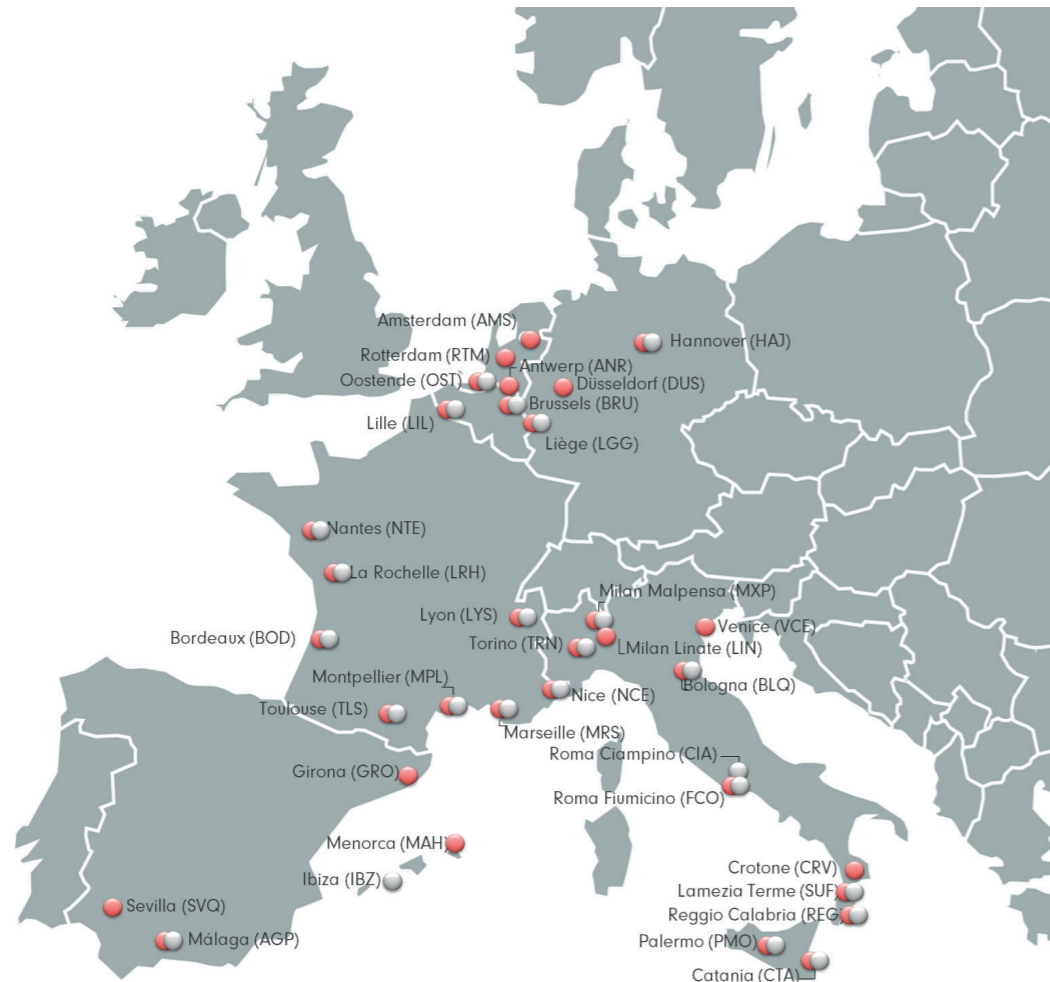 Amsterdam (AMS)
Hannover (HAJ)
Rotterdam (RTM)
Antwerp (ANR)
Oostende (OST)
Düsseldorf (DUS)
Brussels (BRU)
Lille (LIL)
Liège (LGG)
Nantes (NTE)
La Rochelle (LRH)
Milan Malpensa (MXP)
Lyon (LYS)
Venice (VCE)
Bordeaux (BOD)
Torino (TRN)
Milan Linate (LIN)
Montpellier (MPL)
Bologna (BLQ)
Nice (NCE)
Toulouse (TLS)
Marseille (MRS)
Roma Ciampino (CIA)
Girona (GRO)
Roma Fiumicino (FCO)
Menorca (MAH)
Crotone (CRV)
Ibiza (IBZ)
Lamezia Terme (SUF)
Sevilla (SVQ)
Reggio Calabria (REG)
Málaga (AGP)
Palermo (PMO)
Catania (CTA)